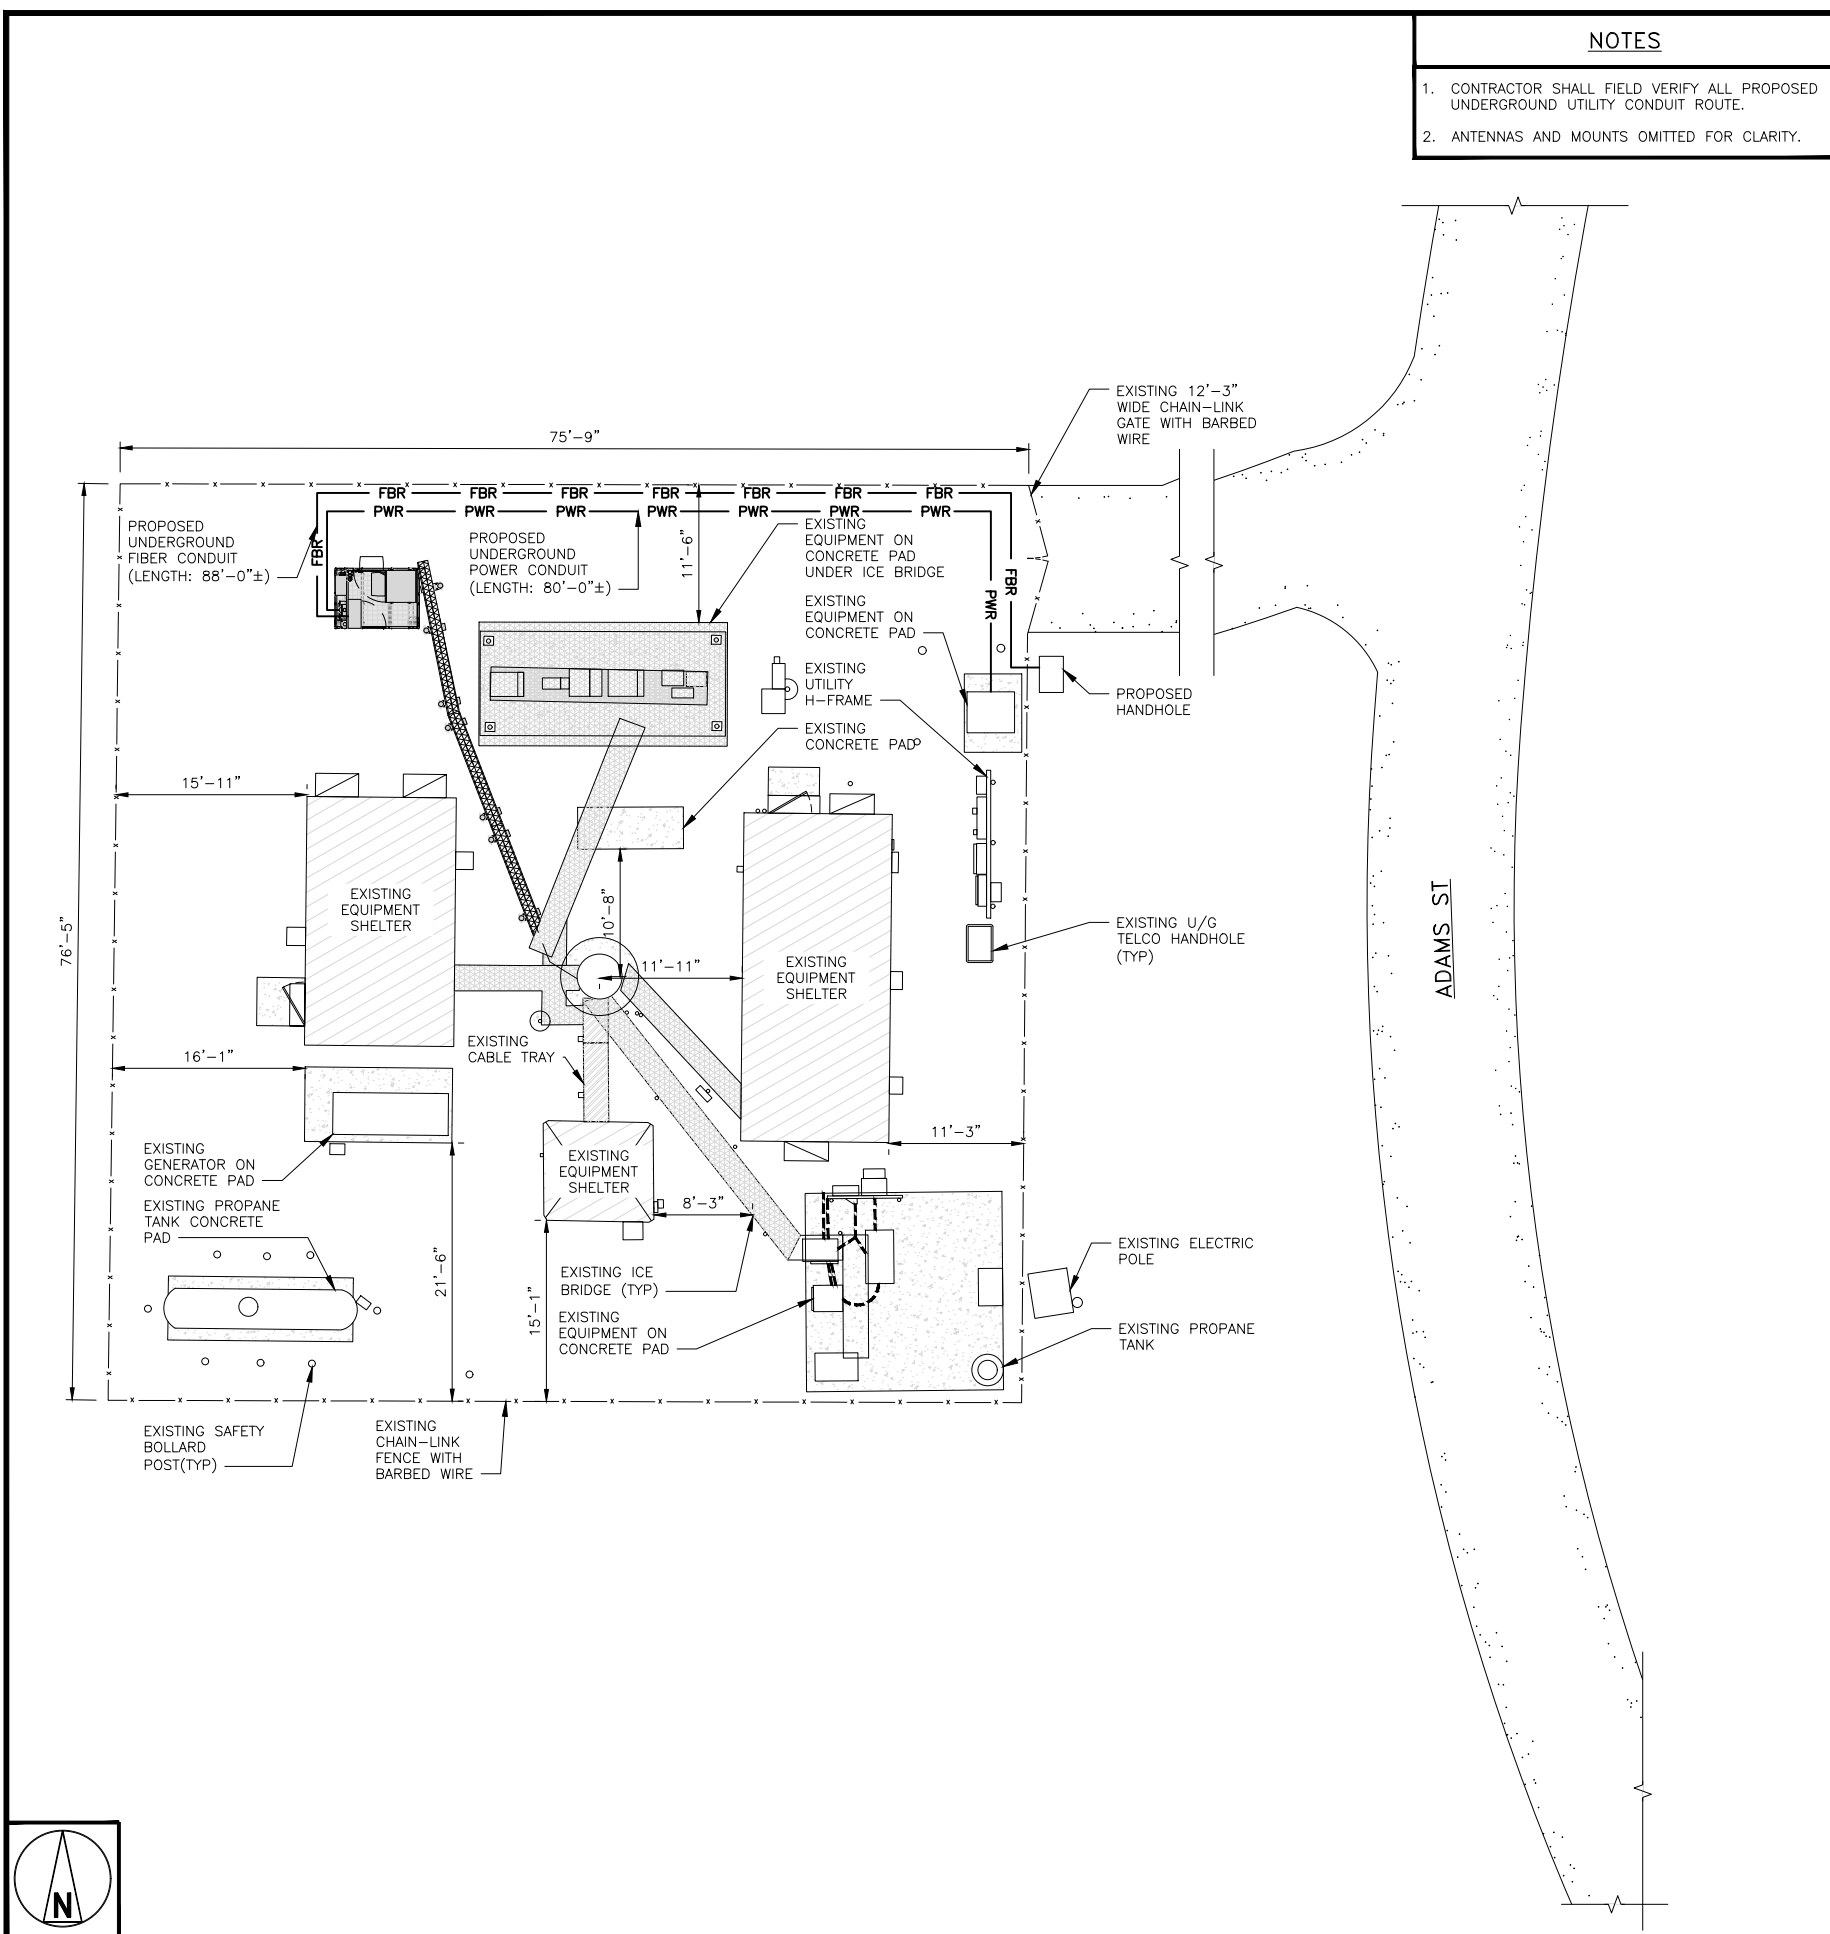 NOTES
1. CONTRACTOR SHALL FIELD VERIFY ALL PROPOSED
UNDERGROUND UTILITY CONDUIT ROUTE.
2. ANTENNAS AND MOUNTS OMITTED FOR CLARITY.
EXISTING 12'-3"
WIDE CHAIN-LINK
GATE WITH BARBED
WIRE
75'-9"
FBR FBR FBR FBR FBR FBR FBR
PWR PWR PWR PWR PWR PWR PWR
PROPOSED
UNDERGROUND
FIBER CONDUIT
(LENGTH: 88'-0"±)
FBR
PROPOSED
UNDERGROUND
POWER CONDUIT
(LENGTH: 80'-0"±)
11'-6"
EXISTING
EQUIPMENT ON
CONCRETE PAD
UNDER ICE BRIDGE
EXISTING
EQUIPMENT ON
CONCRETE PAD
PWR
FBR
EXISTING
UTILITY
H-FRAME
PROPOSED
HANDHOLE
EXISTING
CONCRETE PAD
15'-11"
EXISTING
EQUIPMENT
SHELTER
10'-8"
76'-5"
11'-11"
EXISTING
EQUIPMENT
SHELTER
EXISTING U/G
TELCO HANDHOLE
(TYP)
ADAMS ST
EXISTING
CABLE TRAY
16'-1"
11'-3"
EXISTING
GENERATOR ON
CONCRETE PAD
EXISTING
EQUIPMENT
SHELTER
8'-3"
EXISTING PROPANE
TANK CONCRETE
PAD
21'-6"
15'-1"
EXISTING ICE
BRIDGE (TYP)
EXISTING
EQUIPMENT ON
CONCRETE PAD
EXISTING ELECTRIC
POLE
EXISTING PROPANE
TANK
EXISTING SAFETY
BOLLARD
POST(TYP)
EXISTING
CHAIN-LINK
FENCE WITH
BARBED WIRE
N